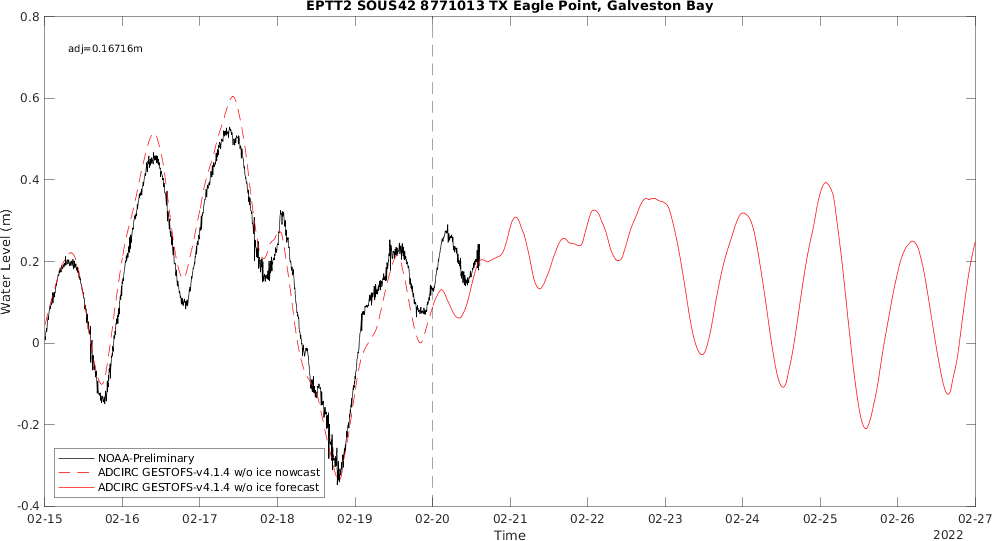 EPTT2 SOUS42 8771013 TX Eagle Point, Galveston Bay
adj=0.16716m
0.8
0.6
0.4
0.2
0
-0.2
-0.4
Water Level (m)
NOAA-Preliminary
ADCIRC GESTOFS-v4.1.4 w/o ice nowcast
ADCIRC GESTOFS-v4.1.4 w/o ice forecast
02-15 02-16 02-17 02-18 02-19 02-20 02-21 02-22 02-23 02-24 02-25 02-26 02-27
Time
2022